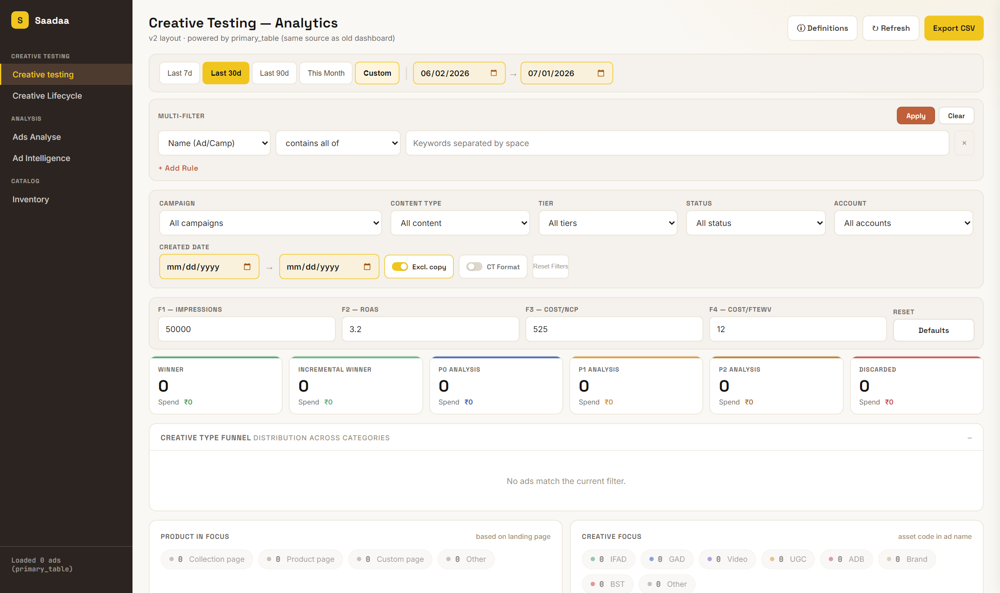 S Saadaa
CREATIVE TESTING
Creative testing
Creative Lifecycle
ANALYSIS
Ads Analyse
Ad Intelligence
CATALOG
Inventory
Loaded 0 ads
(primary_table)
Creative Testing — Analytics
v2 layout · powered by primary_table (same source as old dashboard)
ⓘ Definitions
↻ Refresh
Export CSV
Last 7d
Last 30d
Last 90d
This Month
Custom
06/02/2026 → 07/01/2026
MULTI-FILTER
Apply
Clear
Name (Ad/Camp)
contains all of
Keywords separated by space
×
+ Add Rule
CAMPAIGN
All campaigns
CONTENT TYPE
All content
TIER
All tiers
STATUS
All status
ACCOUNT
All accounts
CREATED DATE
mm/dd/yyyy → mm/dd/yyyy
Excl. copy
CT Format
Reset Filters
F1 — IMPRESSIONS
50000
F2 — ROAS
3.2
F3 — COST/NCP
525
F4 — COST/FTEWV
12
RESET
Defaults
WINNER
0
Spend ₹0
INCREMENTAL WINNER
0
Spend ₹0
P0 ANALYSIS
0
Spend ₹0
P1 ANALYSIS
0
Spend ₹0
P2 ANALYSIS
0
Spend ₹0
DISCARDED
0
Spend ₹0
CREATIVE TYPE FUNNEL DISTRIBUTION ACROSS CATEGORIES –
No ads match the current filter.
PRODUCT IN FOCUS based on landing page
0 Collection page
0 Product page
0 Custom page
0 Other
CREATIVE FOCUS asset code in ad name
0 IFAD
0 GAD
0 Video
0 UGC
0 ADB
0 Brand
0 BST
0 Other